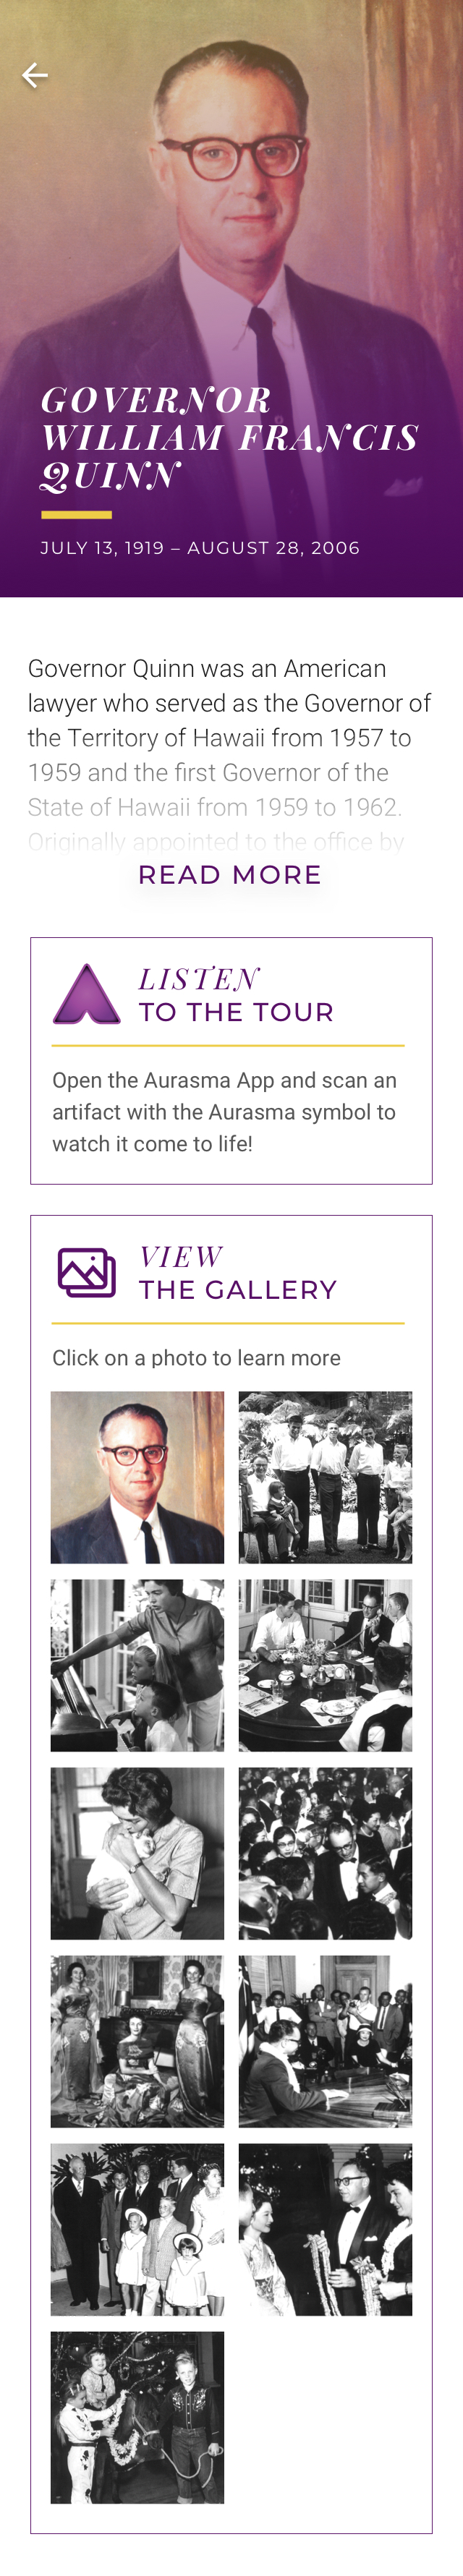 GOVERNOR
WILLIAM FRANCIS
QUINN
JULY 13, 1919 – AUGUST 28, 2006
Governor Quinn was an American
lawyer who served as the Governor of
the Territory of Hawaii from 1957 to
1959 and the first Governor of the
State of Hawaii from 1959 to 1962.
Originally appointed to the office by
READ MORE
LISTEN
TO THE TOUR
Open the Aurasma App and scan an
artifact with the Aurasma symbol to
watch it come to life!
VIEW
THE GALLERY
Click on a photo to learn more